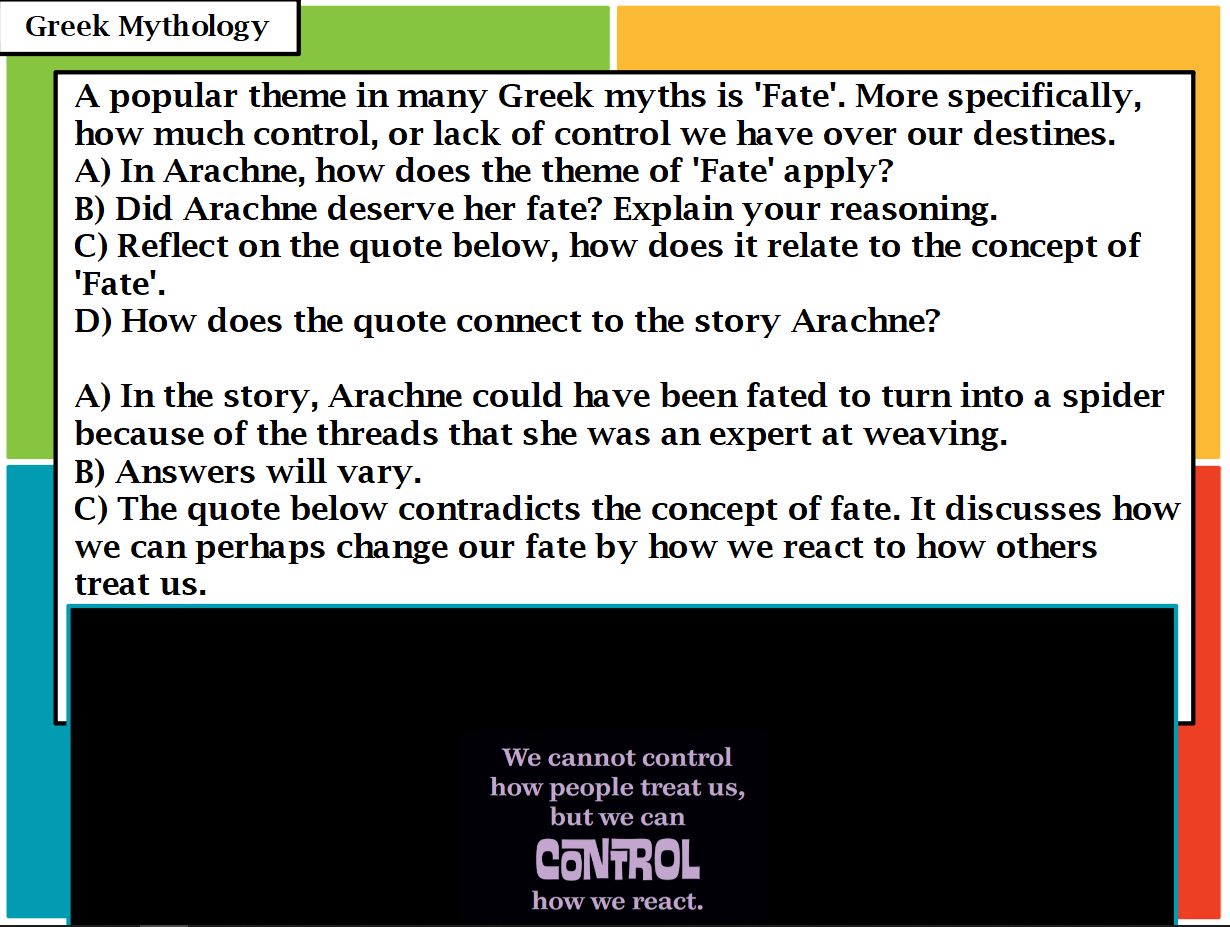 Greek Mythology
A popular theme in many Greek myths is 'Fate'. More specifically,
how much control, or lack of control we have over our destines.
A) In Arachne, how does the theme of 'Fate' apply?
B) Did Arachne deserve her fate? Explain your reasoning.
C) Reflect on the quote below, how does it relate to the concept of
'Fate'.
D) How does the quote connect to the story Arachne?
A) In the story, Arachne could have been fated to turn into a spider
because of the threads that she was an expert at weaving.
B) Answers will vary.
C) The quote below contradicts the concept of fate. It discusses how
we can perhaps change our fate by how we react to how others
treat us.
We cannot control
how people treat us,
but we can
CONTROL
how we react.